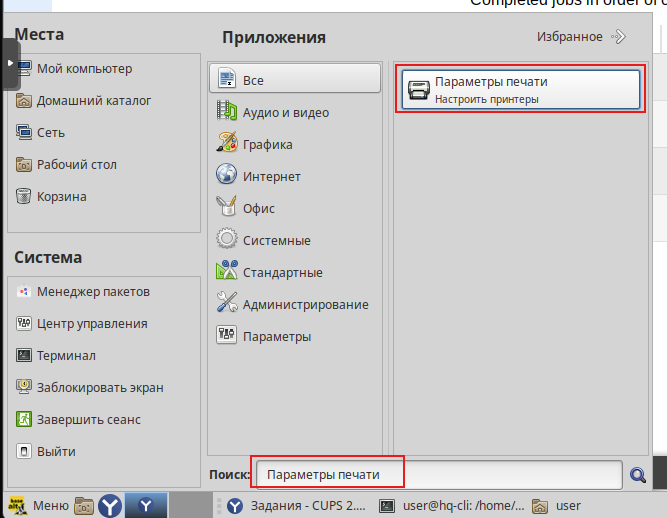 Completed jobs in order of c
Места
Мой компьютер
Домашний каталог
Сеть
Рабочий стол
Корзина
Система
Менеджер пакетов
Центр управления
Терминал
Заблокировать экран
Завершить сеанс
Выйти
Приложения
Избранное
Все
Аудио и видео
Графика
Интернет
Офис
Системные
Стандартные
Администрирование
Параметры
Параметры печати
Настроить принтеры
Поиск: Параметры печати
Меню
Задания - CUPS 2....
user@hq-cli: /home/...
user